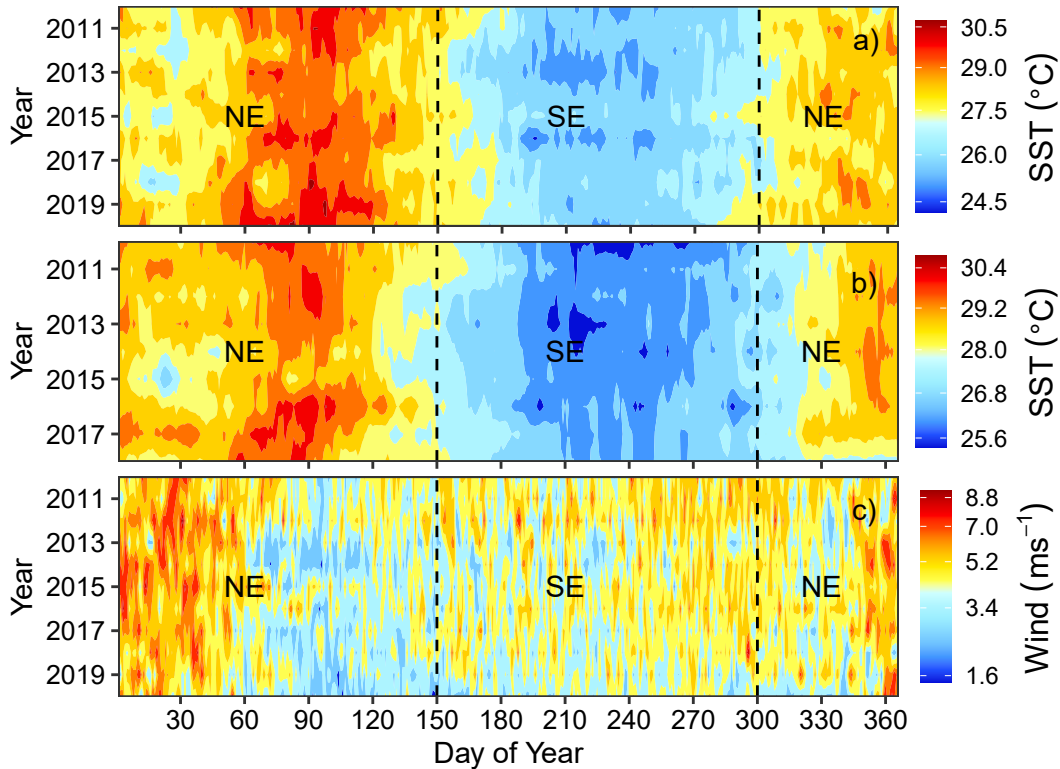 2011
2013
2015
2017
2019
Year
NE
SE
NE
a)
30.5
29.0
27.5
26.0
24.5
SST (°C)
2011
2013
2015
2017
Year
NE
SE
NE
b)
30.4
29.2
28.0
26.8
25.6
SST (°C)
2011
2013
2015
2017
2019
Year
NE
SE
NE
c)
8.8
7.0
5.2
3.4
1.6
Wind (ms⁻¹)
30 60 90 120 150 180 210 240 270 300 330 360
Day of Year